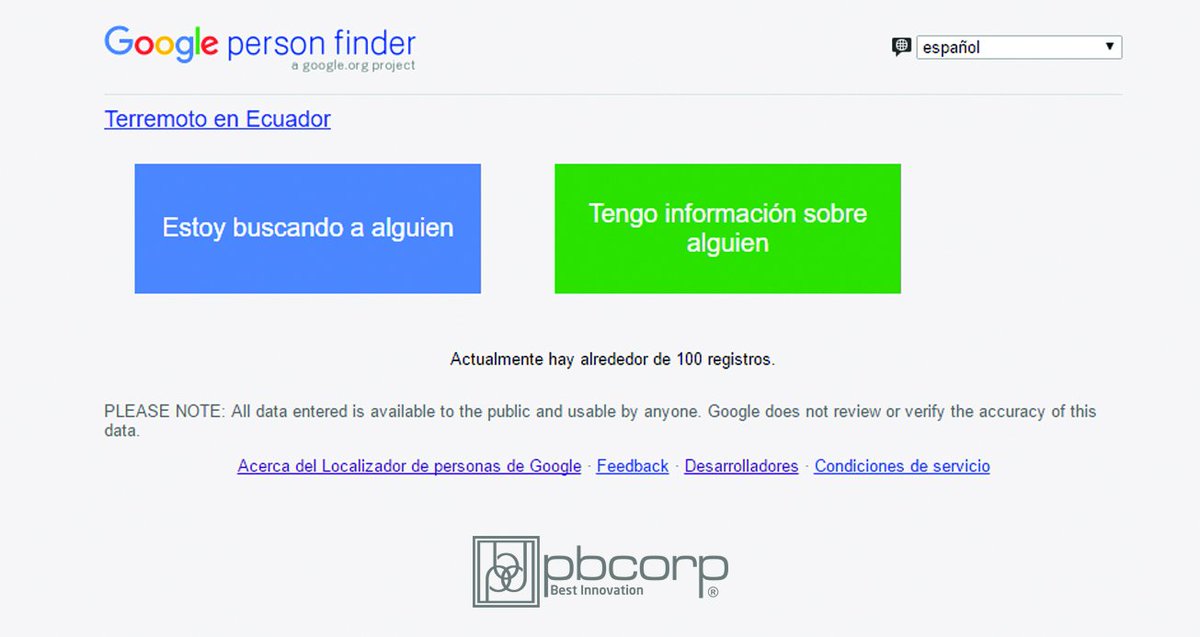 Google person finder
a google.org project
español
Terremoto en Ecuador
Estoy buscando a alguien
Tengo información sobre
alguien
Actualmente hay alrededor de 100 registros.
PLEASE NOTE: All data entered is available to the public and usable by anyone. Google does not review or verify the accuracy of this
data.
Acerca del Localizador de personas de Google · Feedback · Desarrolladores · Condiciones de servicio
pbcorp
Best Innovation ®